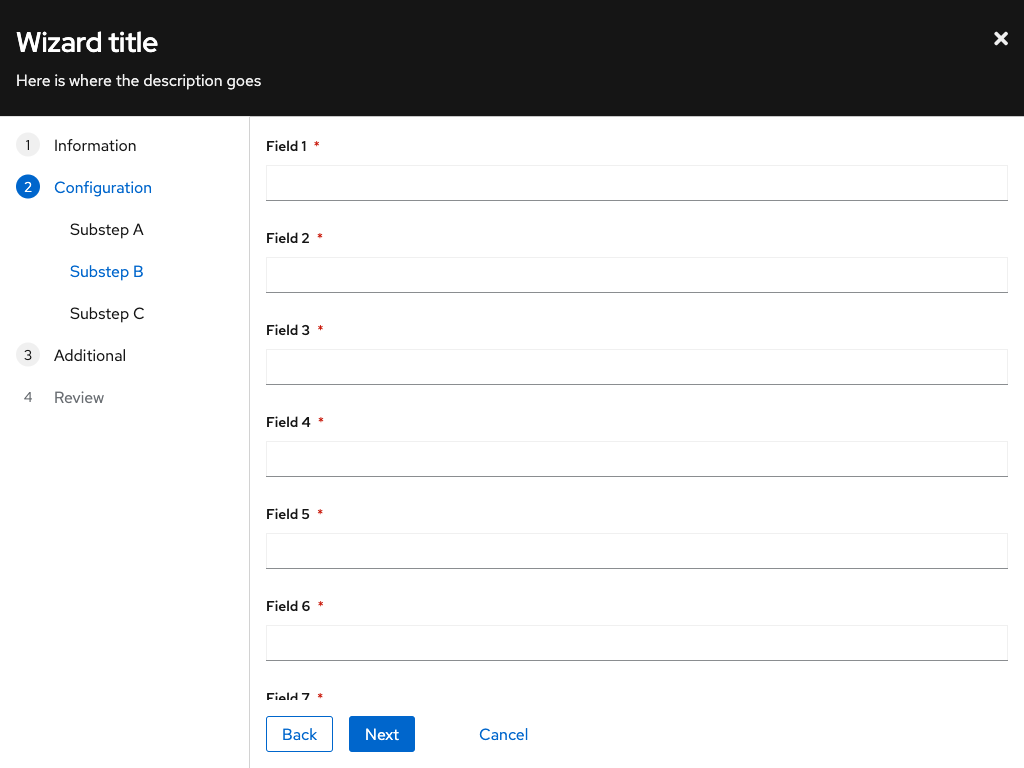 Wizard title
Here is where the description goes
1 Information
2 Configuration
Substep A
Substep B
Substep C
3 Additional
4 Review
Field 1 *
Field 2 *
Field 3 *
Field 4 *
Field 5 *
Field 6 *
Field 7 *
Back Next Cancel